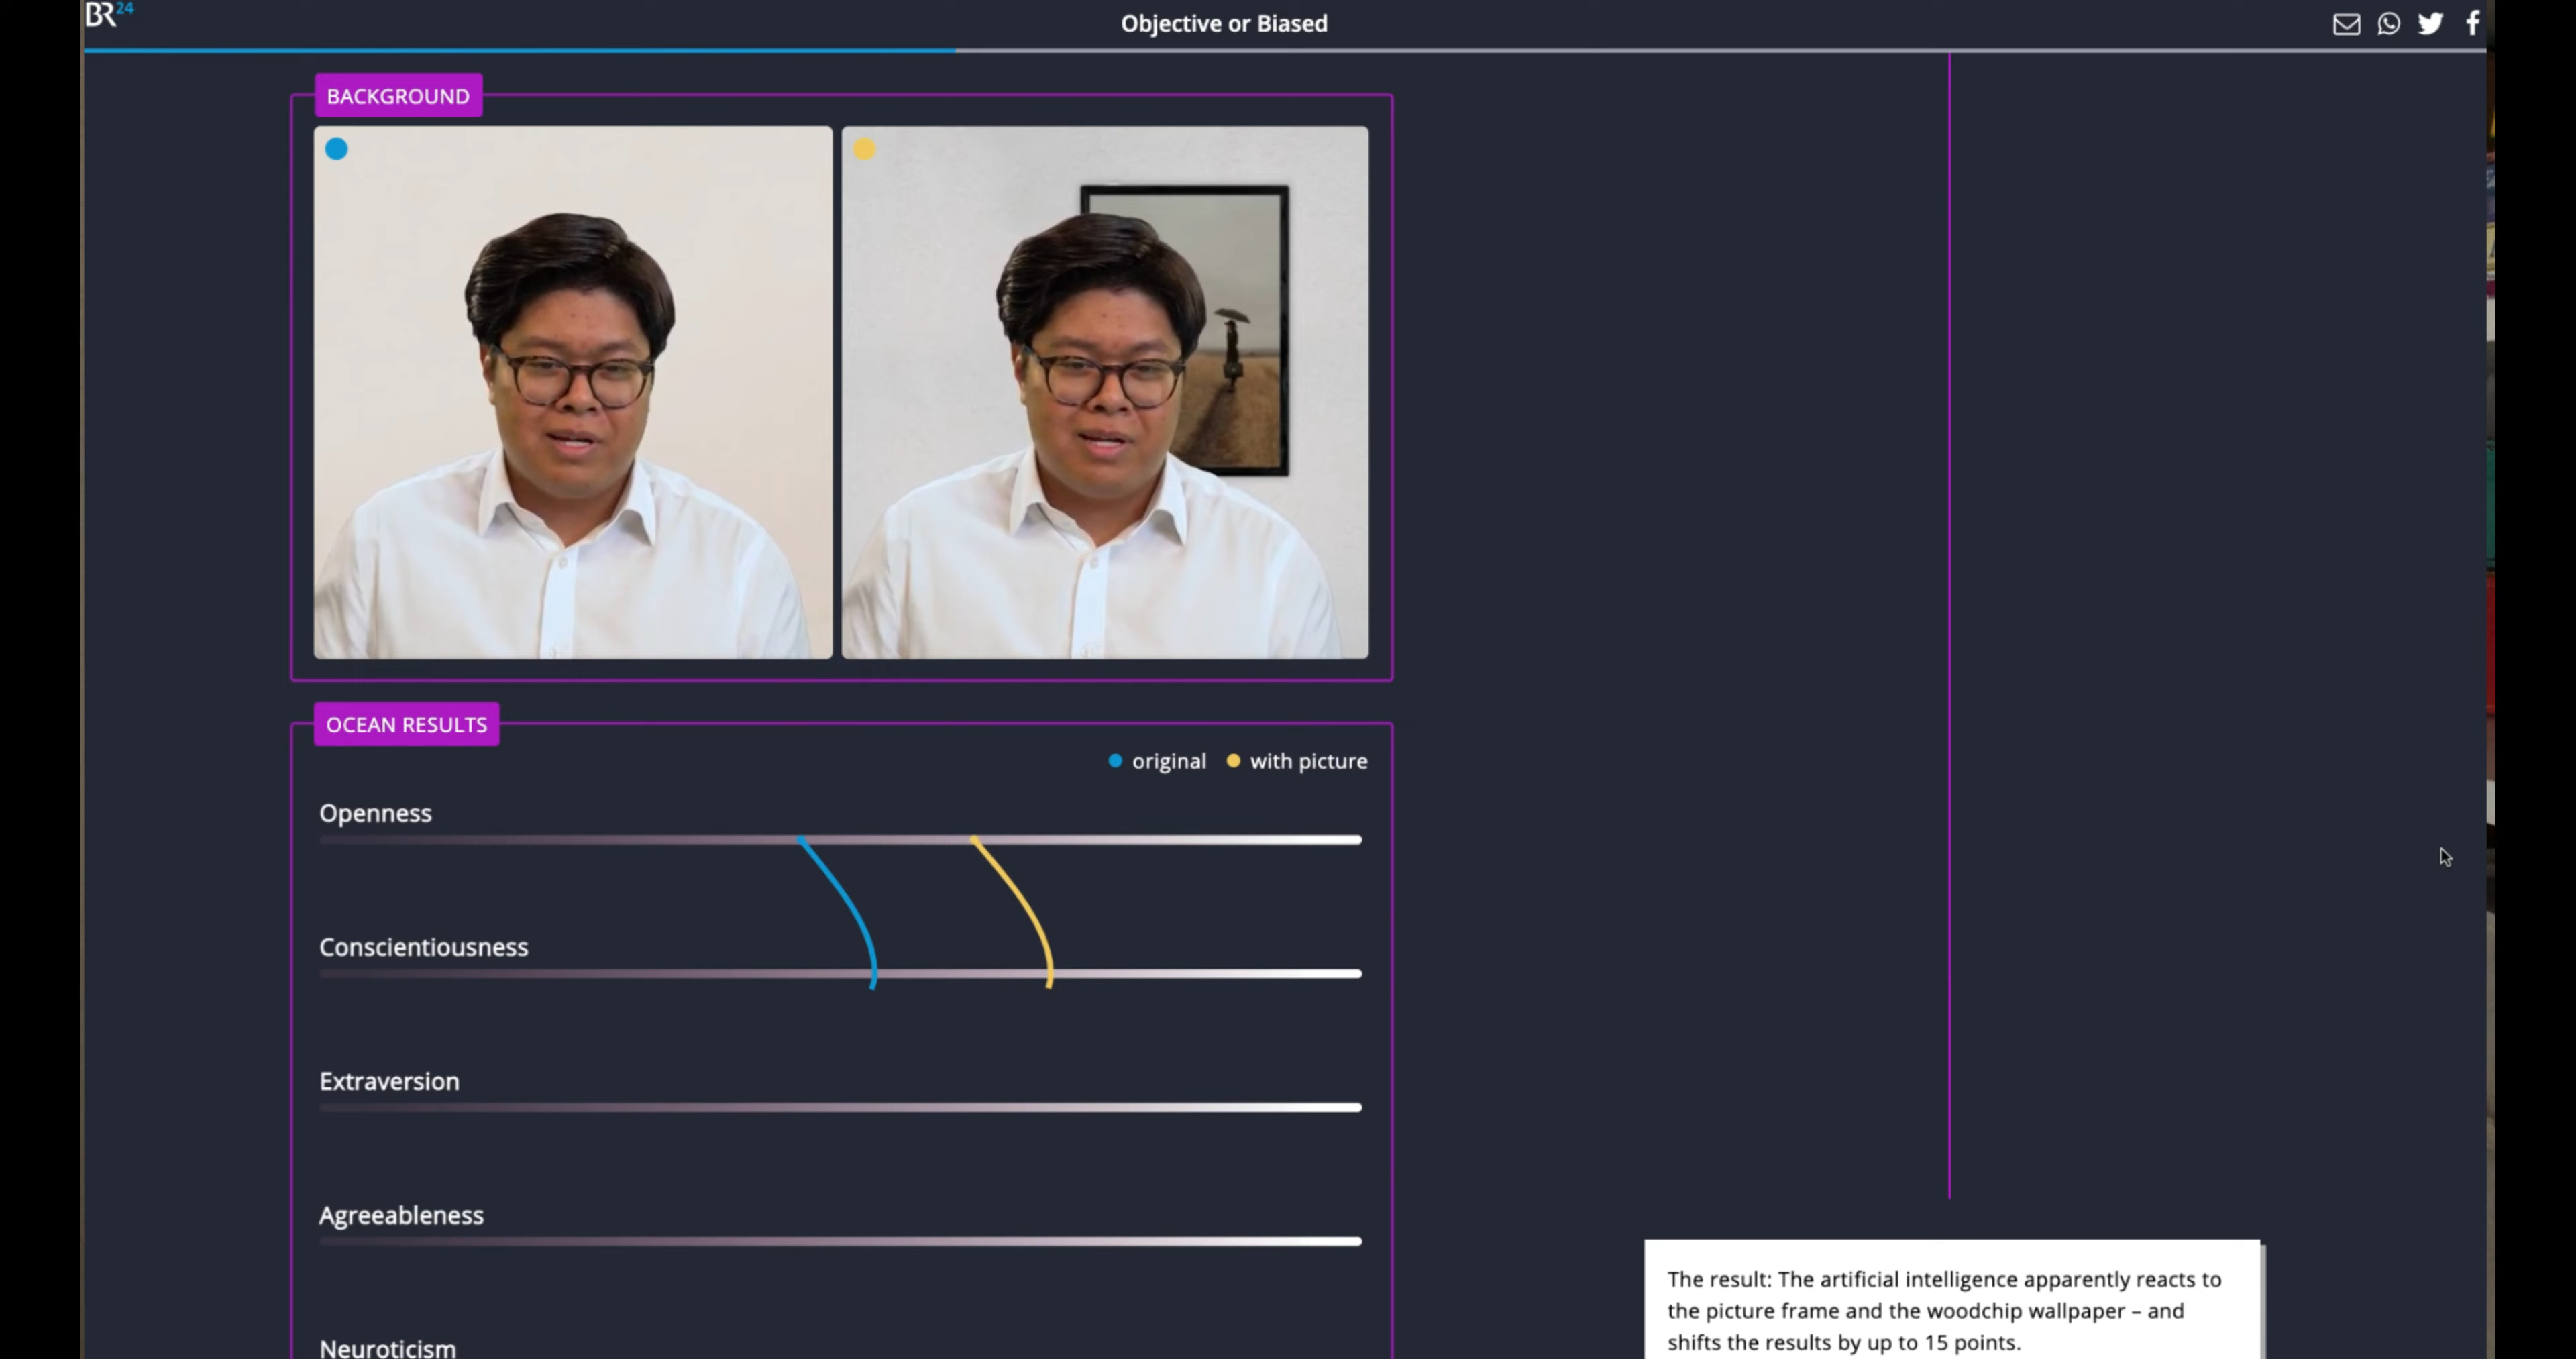 BR24
Objective or Biased
BACKGROUND
OCEAN RESULTS
original with picture
Openness
Conscientiousness
Extraversion
Agreeableness
Neuroticism
The result: The artificial intelligence apparently reacts to
the picture frame and the woodchip wallpaper – and
shifts the results by up to 15 points.